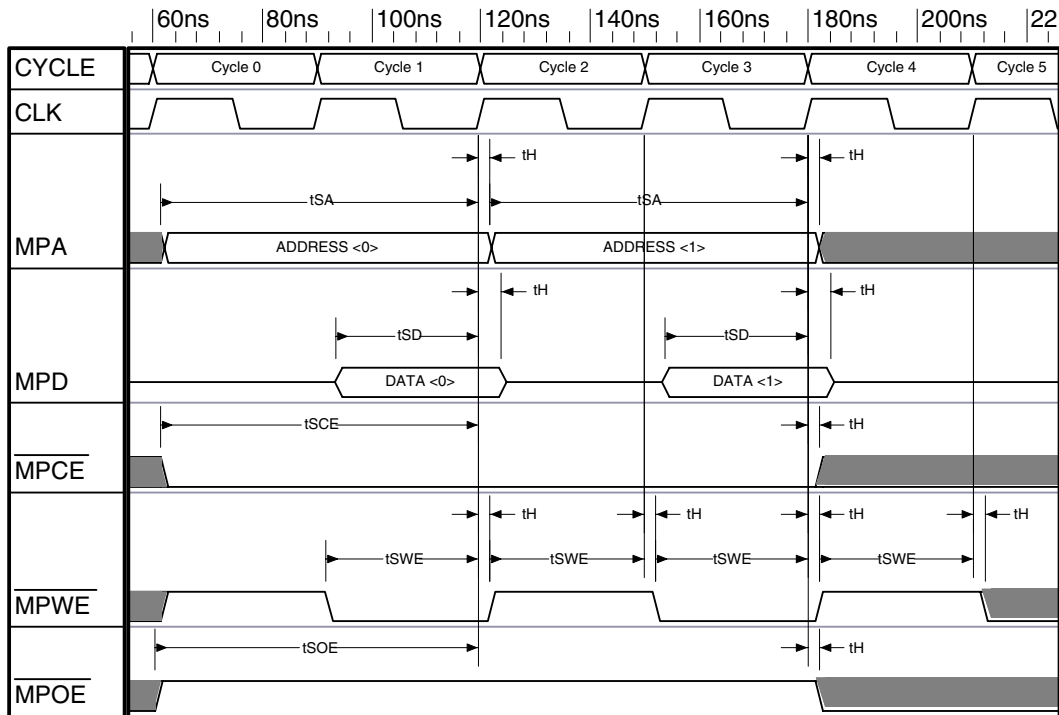 60ns 80ns 100ns 120ns 140ns 160ns 180ns 200ns 22
CYCLE Cycle 0 Cycle 1 Cycle 2 Cycle 3 Cycle 4 Cycle 5
CLK
tH tH
tSA tSA
MPA ADDRESS <0> ADDRESS <1>
tH tH
tSD tSD
MPD DATA <0> DATA <1>
tSCE tH
MPCE
tH tH tH tH
tSWE tSWE tSWE tSWE
MPWE
tSOE tH
MPOE